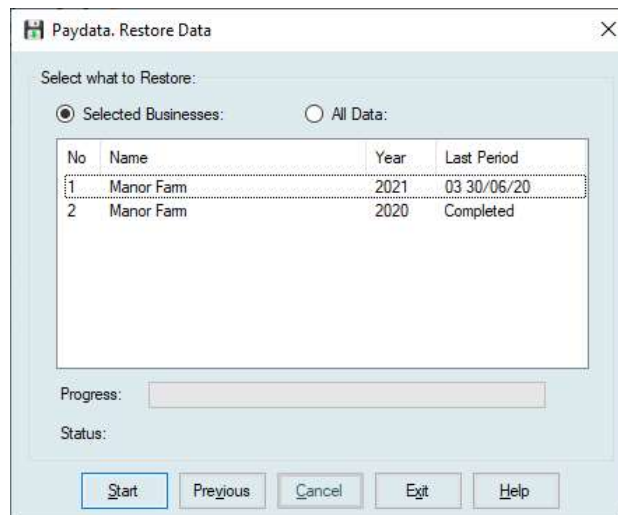 Paydata. Restore Data
Select what to Restore:
Selected Businesses: All Data:
No Name Year Last Period
1 Manor Farm 2021 03 30/06/20
2 Manor Farm 2020 Completed
Progress:
Status:
Start Previous Cancel Exit Help